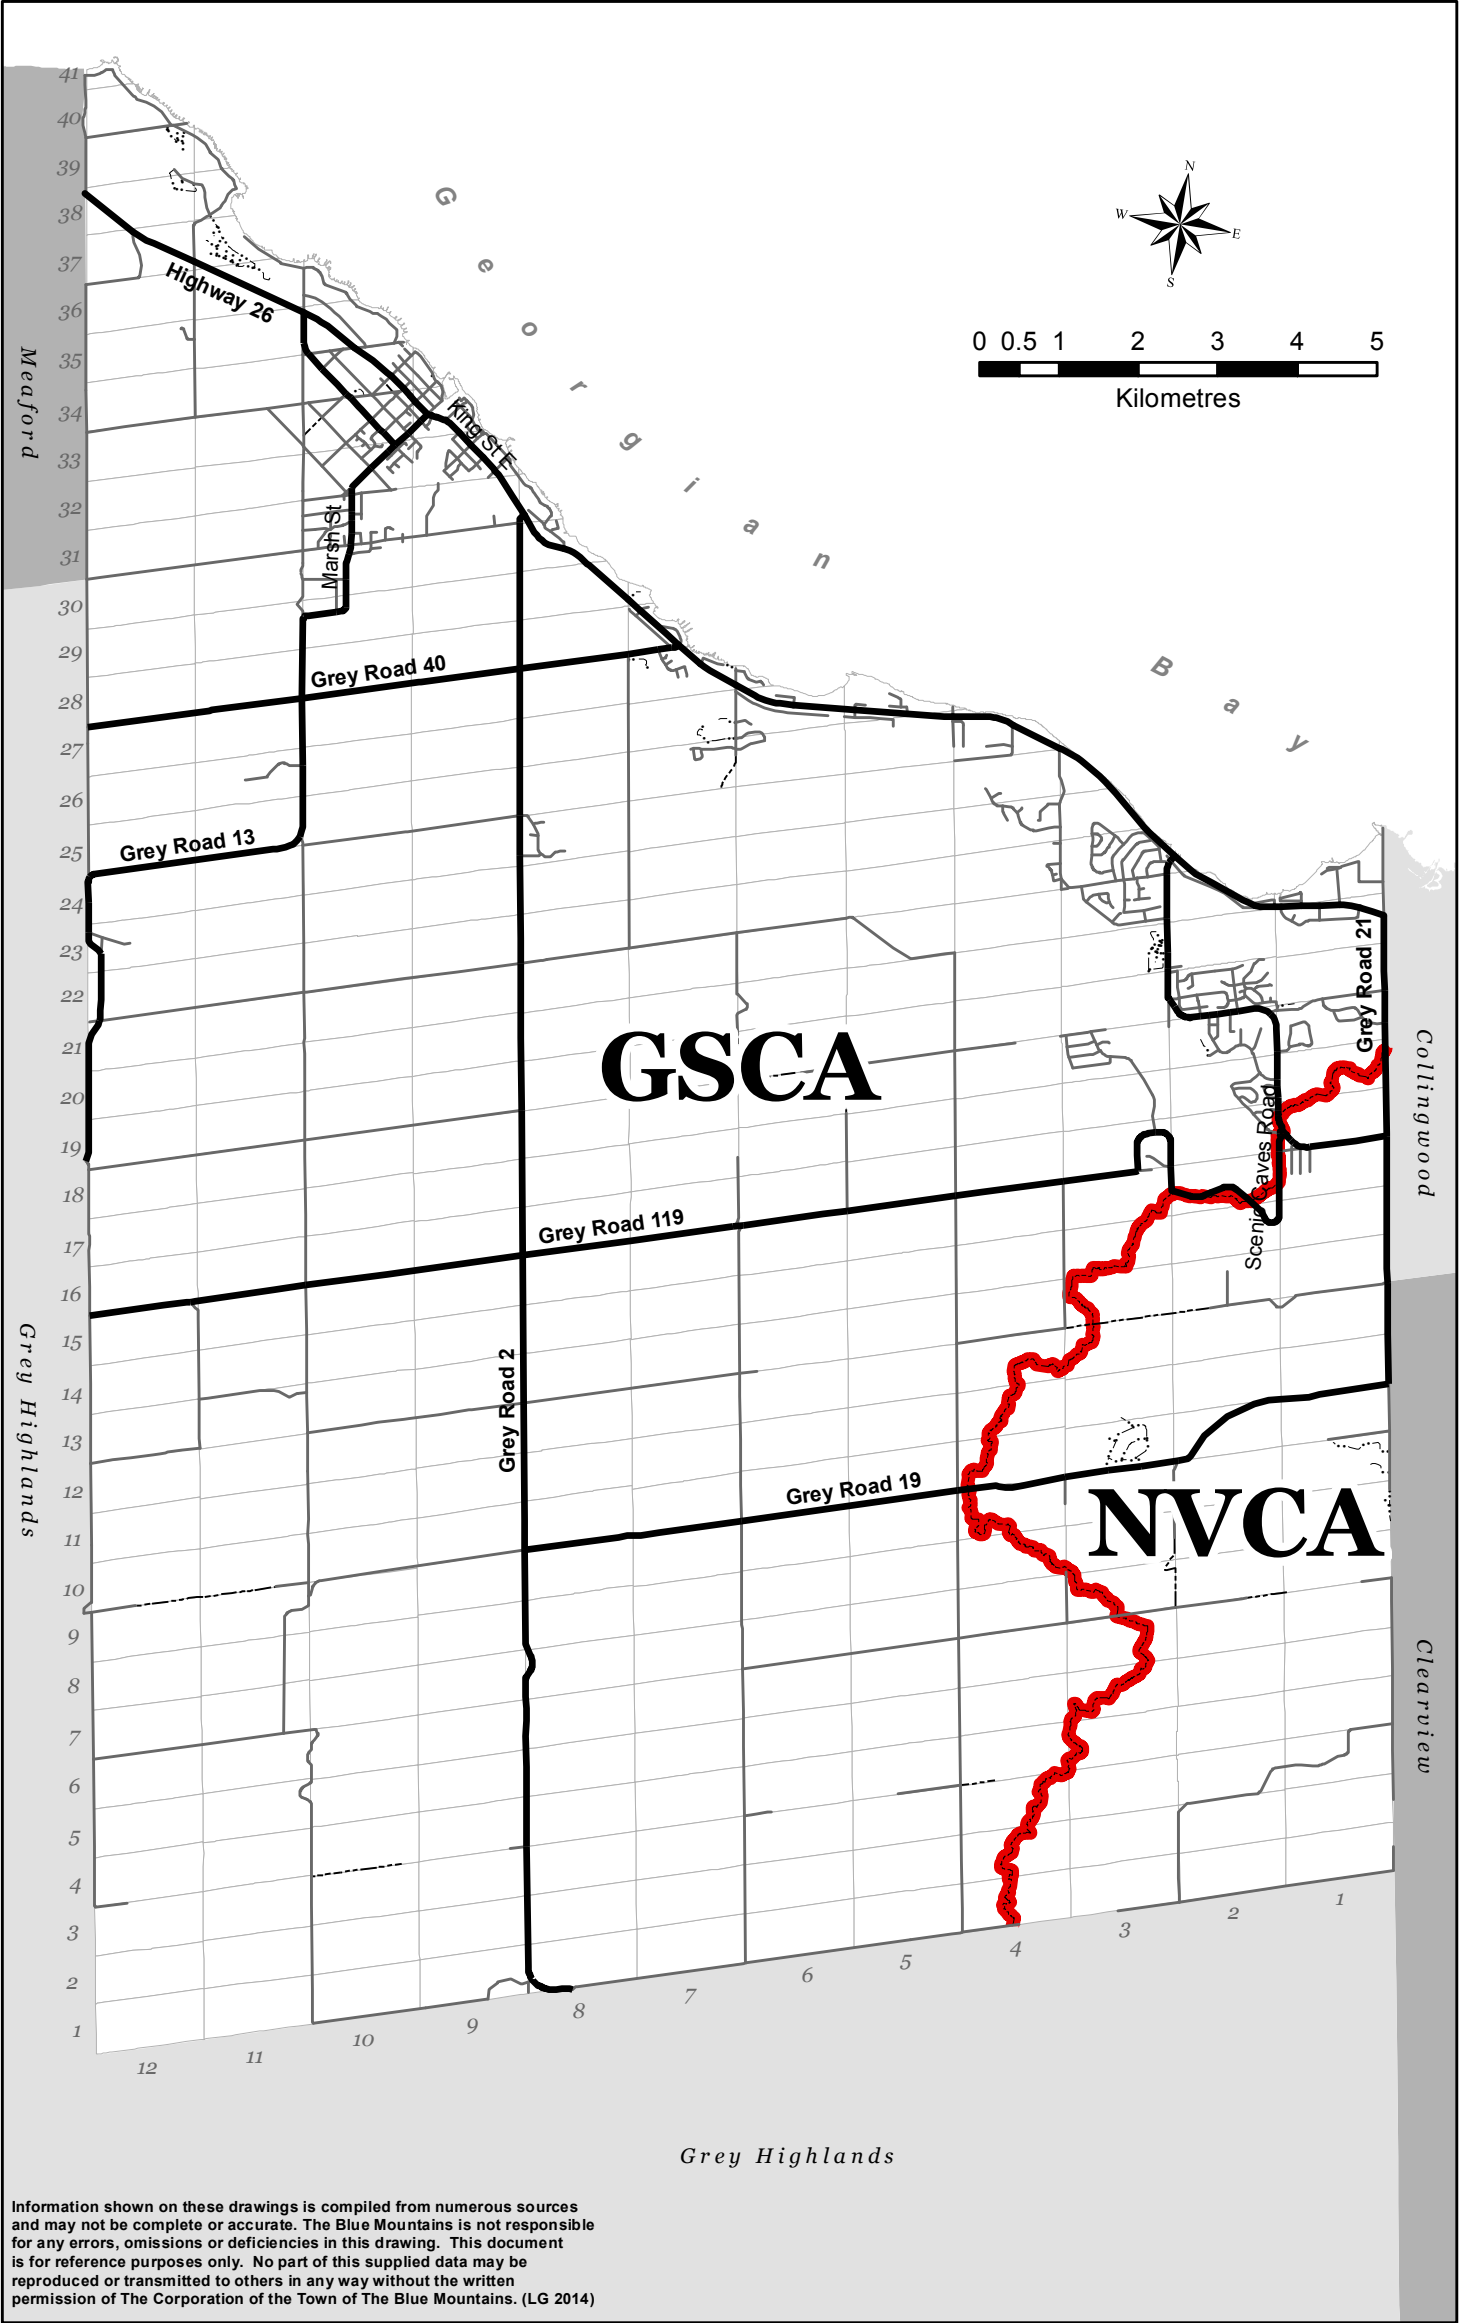 41
40
39
38
37
36
35
34
33
32
31
30
29
28
27
26
25
24
23
22
21
20
19
18
17
16
15
14
13
12
11
10
9
8
7
6
5
4
3
2
1
12
11
10
9
8
7
6
5
4
3
2
1
Meaford
Grey Highlands
Georgian
Bay
N
W
E
S
0 0.5 1 2 3 4 5
Kilometres
Highway 26
King St E
Marsh St
Grey Road 40
Grey Road 13
Grey Road 21
GSCA
Collingwood
Scenic Caves Road
Grey Road 119
Grey Road 2
Grey Road 19
NVCA
Clearview
Grey Highlands
Information shown on these drawings is compiled from numerous sources
and may not be complete or accurate. The Blue Mountains is not responsible
for any errors, omissions or deficiencies in this drawing. This document
is for reference purposes only. No part of this supplied data may be
reproduced or transmitted to others in any way without the written
permission of The Corporation of the Town of The Blue Mountains. (LG 2014)